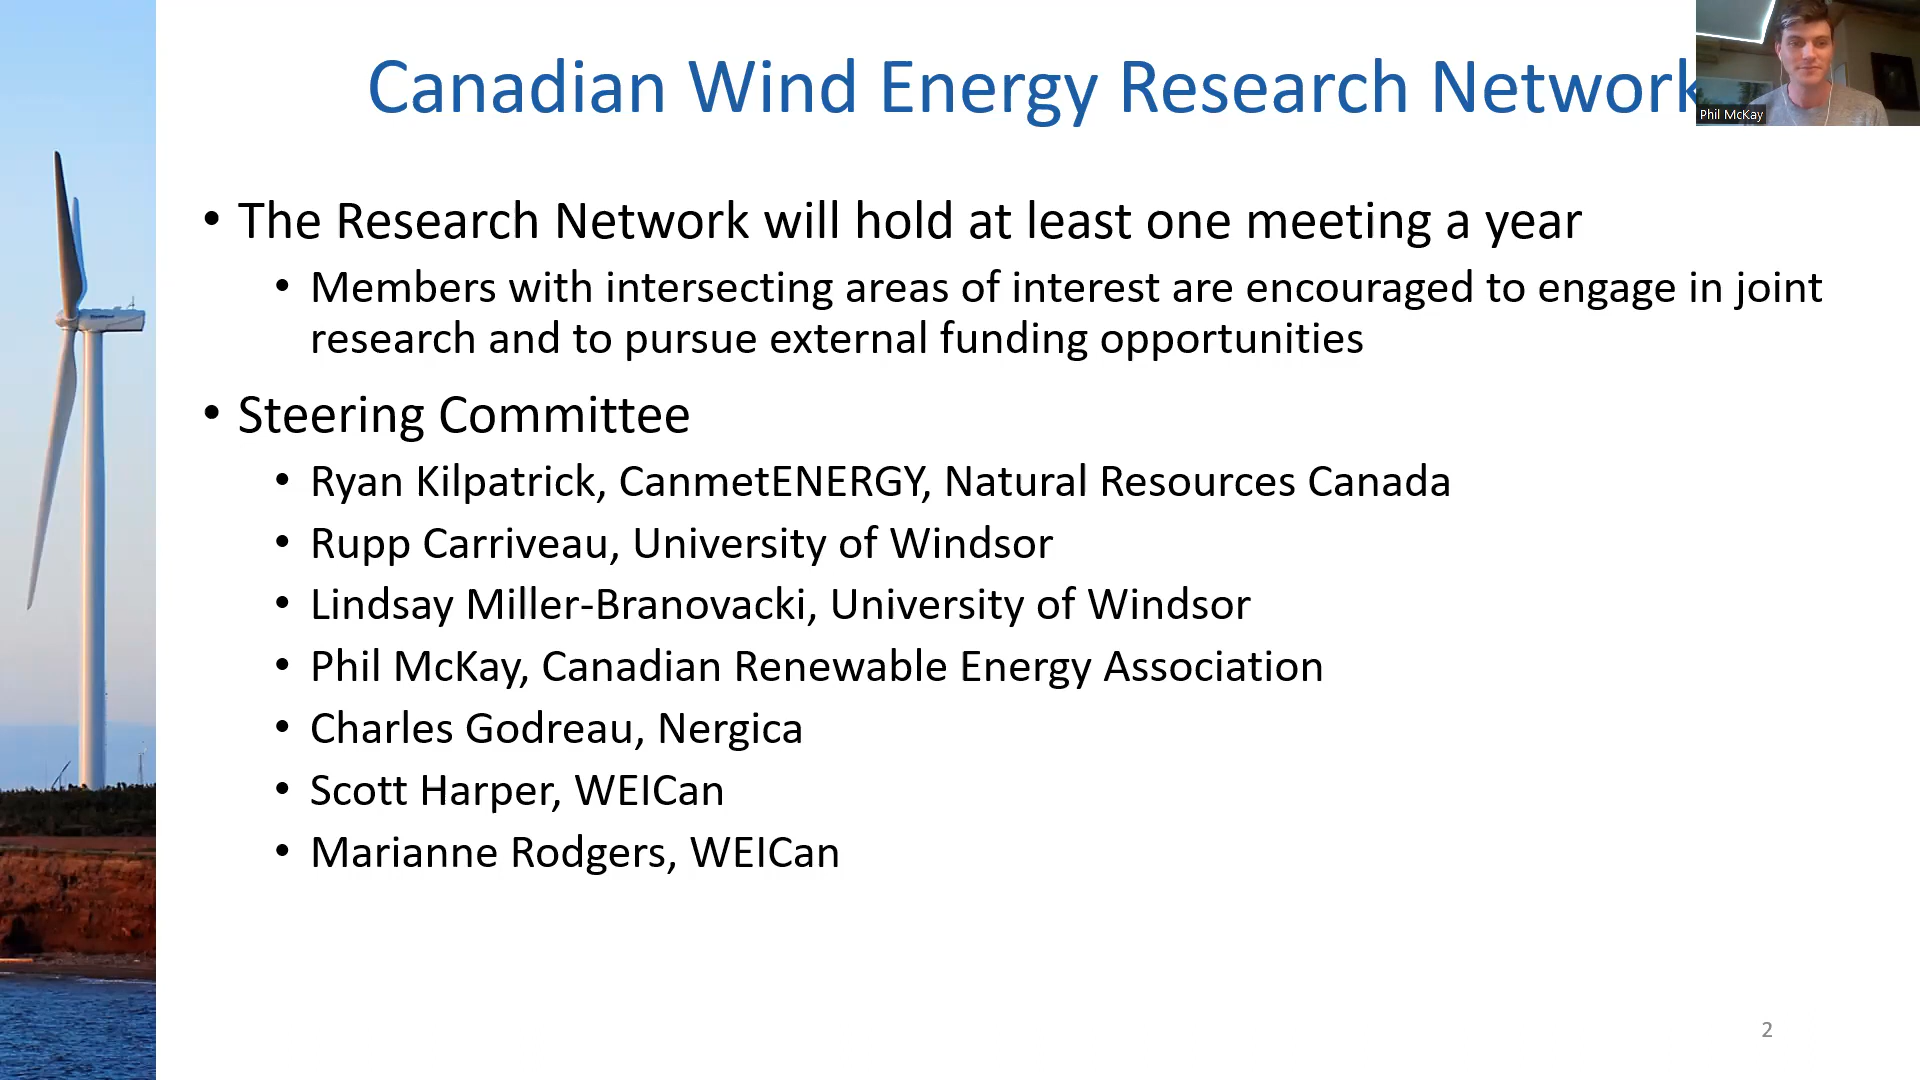 Canadian Wind Energy Research Network
Phil McKay
• The Research Network will hold at least one meeting a year
• Members with intersecting areas of interest are encouraged to engage in joint
research and to pursue external funding opportunities
• Steering Committee
• Ryan Kilpatrick, CanmetENERGY, Natural Resources Canada
• Rupp Carriveau, University of Windsor
• Lindsay Miller-Branovacki, University of Windsor
• Phil McKay, Canadian Renewable Energy Association
• Charles Godreau, Nergica
• Scott Harper, WEICan
• Marianne Rodgers, WEICan
2